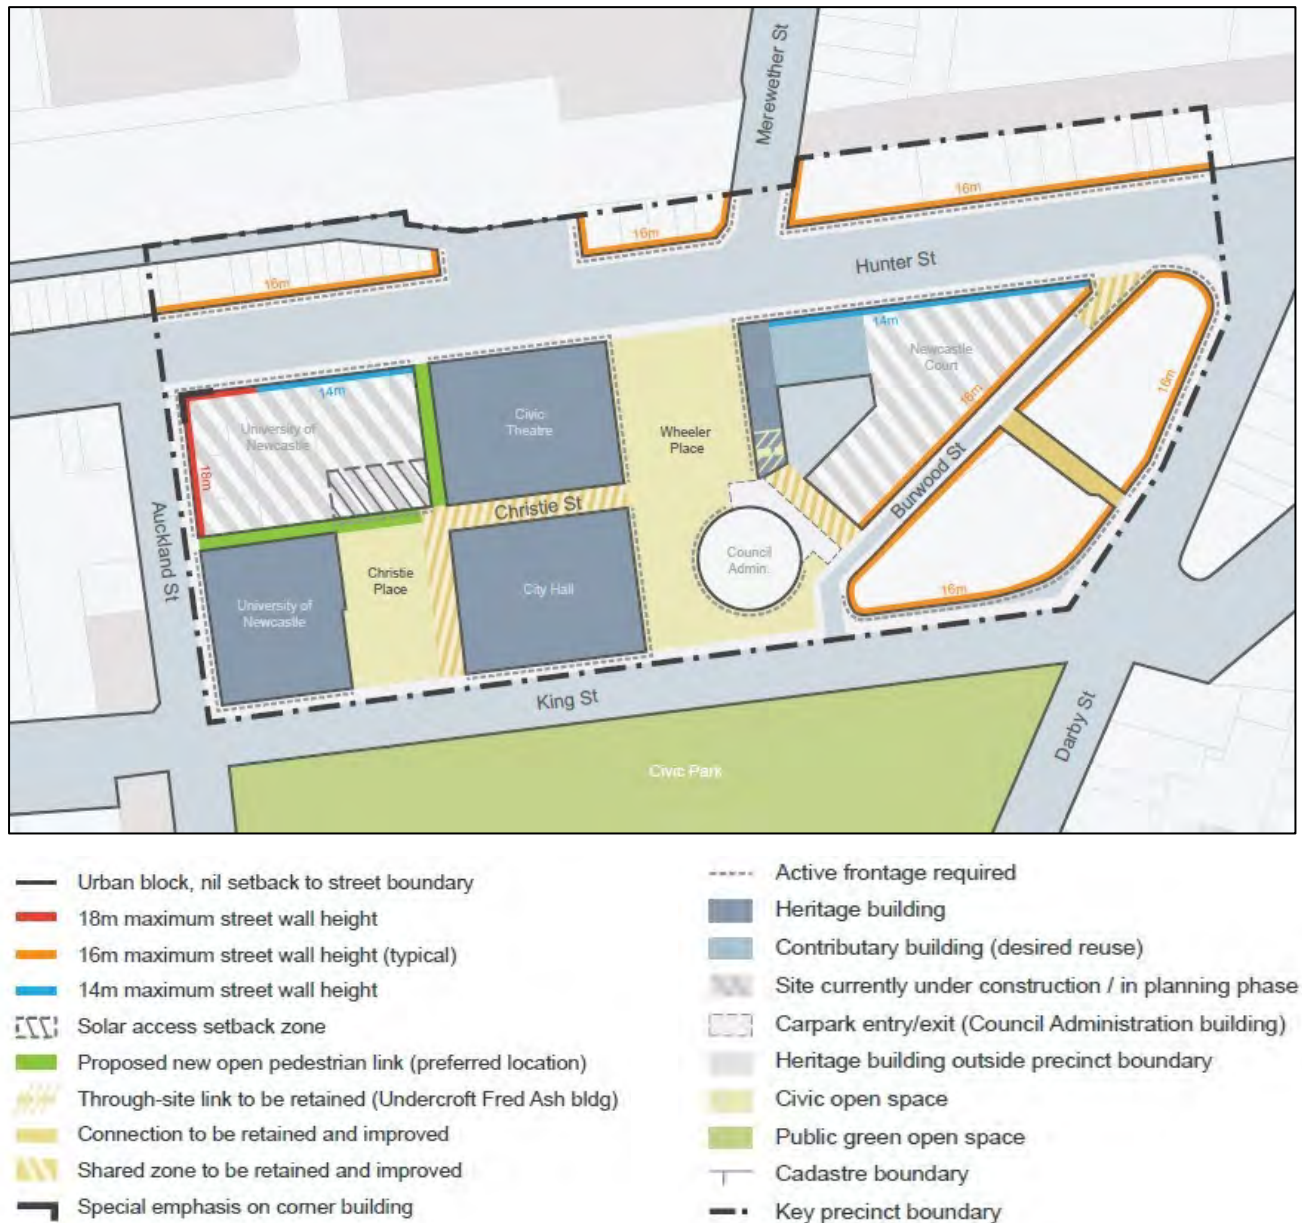 Merewether St
16m
16m
Hunter St
16m
14m
Newcastle
Court
16m
14m
Civic
Theatre
University of
Newcastle
Wheeler
Place
18m
18m
Burwood St
Christie St
Auckland St
Council
Admin.
Christie
Place
City Hall
University of
Newcastle
16m
King St
Darby St
Civic Park
Urban block, nil setback to street boundary
18m maximum street wall height
16m maximum street wall height (typical)
14m maximum street wall height
Solar access setback zone
Proposed new open pedestrian link (preferred location)
Through-site link to be retained (Undercroft Fred Ash bldg)
Connection to be retained and improved
Shared zone to be retained and improved
Special emphasis on corner building
Active frontage required
Heritage building
Contributary building (desired reuse)
Site currently under construction / in planning phase
Carpark entry/exit (Council Administration building)
Heritage building outside precinct boundary
Civic open space
Public green open space
Cadastre boundary
Key precinct boundary